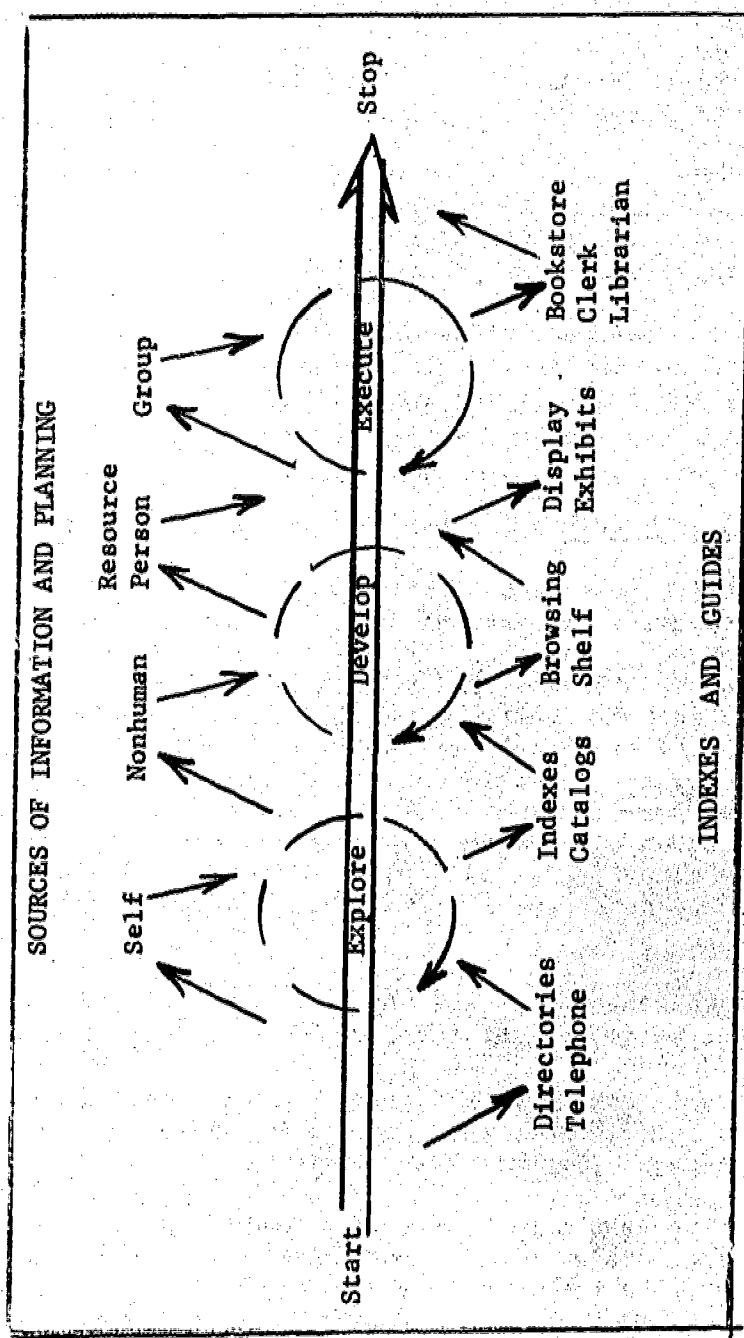 SOURCES OF INFORMATION AND PLANNING
Self
Nonhuman
Resource
Person
Group
Start
Explore
Develop
Execute
Stop
Directories
Telephone
Indexes
Catalogs
Browsing
Shelf
Display
Exhibits
Bookstore
Clerk
Librarian
INDEXES AND GUIDES